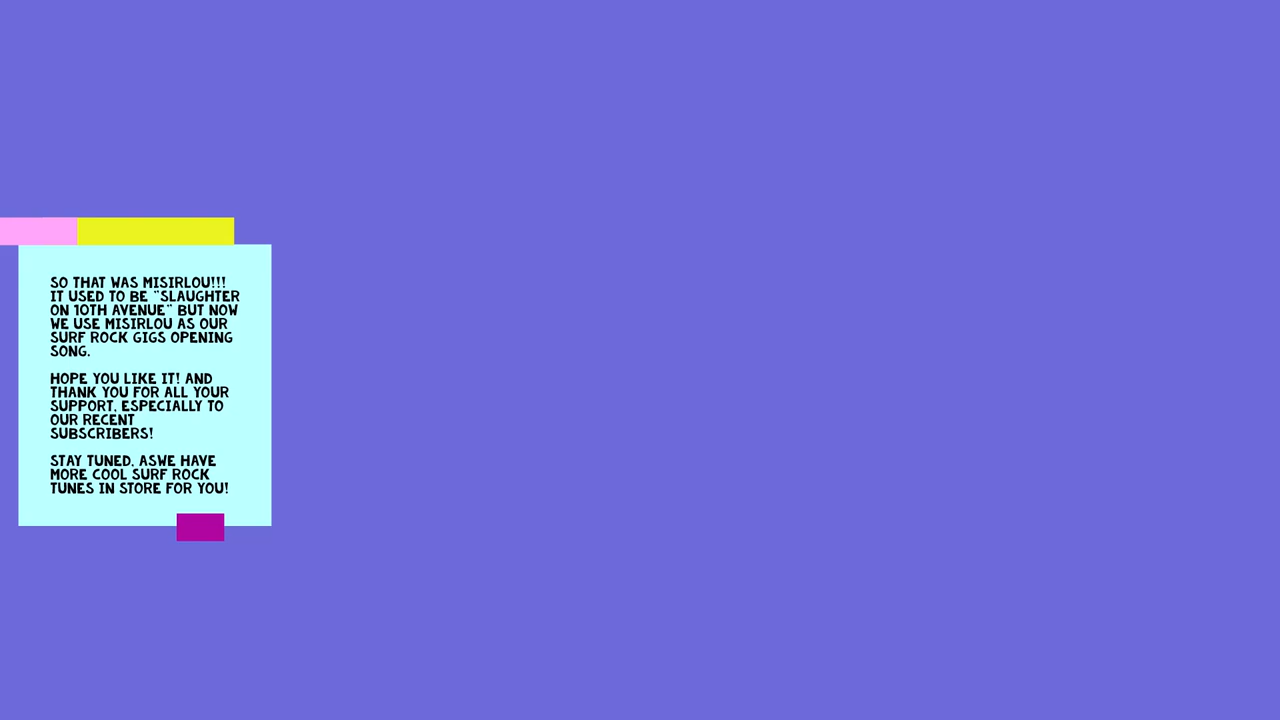 SO THAT WAS MISIRLOU!!!
IT USED TO BE "SLAUGHTER
ON 10TH AVENUE" BUT NOW
WE USE MISIRLOU AS OUR
SURF ROCK GIGS OPENING
SONG.
HOPE YOU LIKE IT! AND
THANK YOU FOR ALL YOUR
SUPPORT, ESPECIALLY TO
OUR RECENT
SUBSCRIBERS!
STAY TUNED, ASWE HAVE
MORE COOL SURF ROCK
TUNES IN STORE FOR YOU!